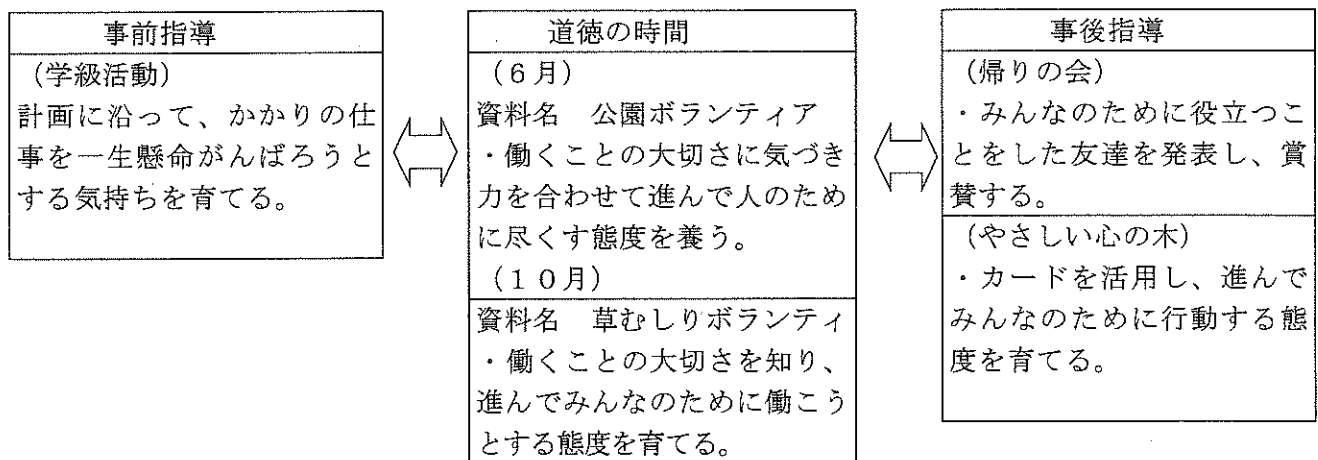 事前指導
(学級活動)
計画に沿って、かかりの仕
事を一生懸命がんばろうと
する気持ちを育てる。
道徳の時間
(6月)
資料名 公園ボランティア
・働くことの大切さに気づき
力を合わせて進んで人のため
に尽くす態度を養う。
(10月)
資料名 草むしりボランティ
・働くことの大切さを知り、
進んでみんなのために働こう
とする態度を育てる。
事後指導
(帰りの会)
・みんなのために役立つこ
とをした友達を発表し、賞
賛する。
(やさしい心の木)
・カードを活用し、進んで
みんなのために行動する態
度を育てる。